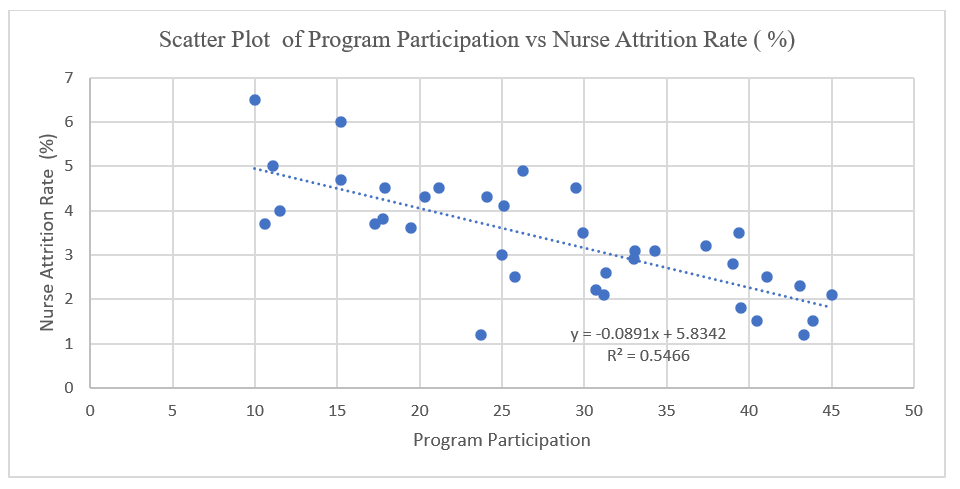 Scatter Plot  of Program Participation vs Nurse Attrition Rate ( %)
Nurse Attrition Rate  (%)
7
6
5
4
3
2
1
0
y = -0.0891x + 5.8342
R² = 0.5466
0 5 10 15 20 25 30 35 40 45 50
Program Participation